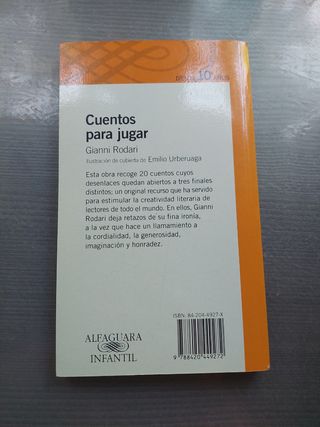 DESDE 10 AÑOS
Cuentos
para jugar
Gianni Rodari
Ilustración de cubierta de Emilio Urberuaga
Esta obra recoge 20 cuentos cuyos
desenlaces quedan abiertos a tres finales
distintos; un original recurso que ha servido
para estimular la creatividad literaria de
lectores de todo el mundo. En ellos, Gianni
Rodari deja retazos de su fina ironía,
a la vez que hace un llamamiento a
la cordialidad, la generosidad,
imaginación y honradez.
ISBN: 84-204-4927-X
9 788420 449272
ALFAGUARA
INFANTIL